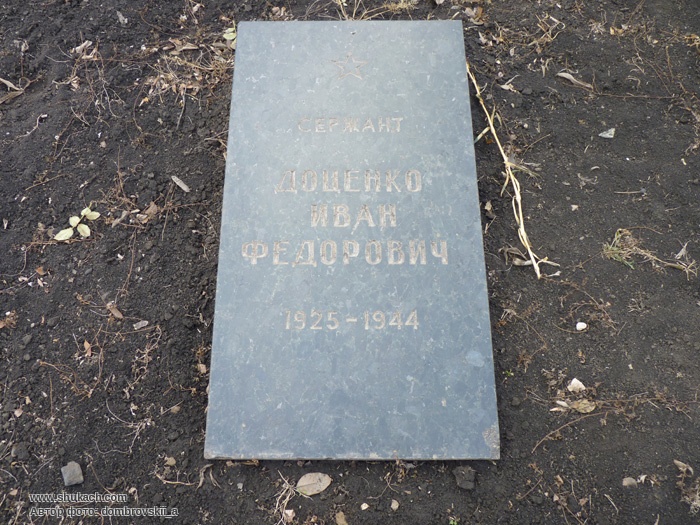 СЕРЖАНТ
ДОЦЕНКО
ИВАН
ФЕДОРОВИЧ
1925-1944
www.shukach.com
Автор фото: dombrovskii_a